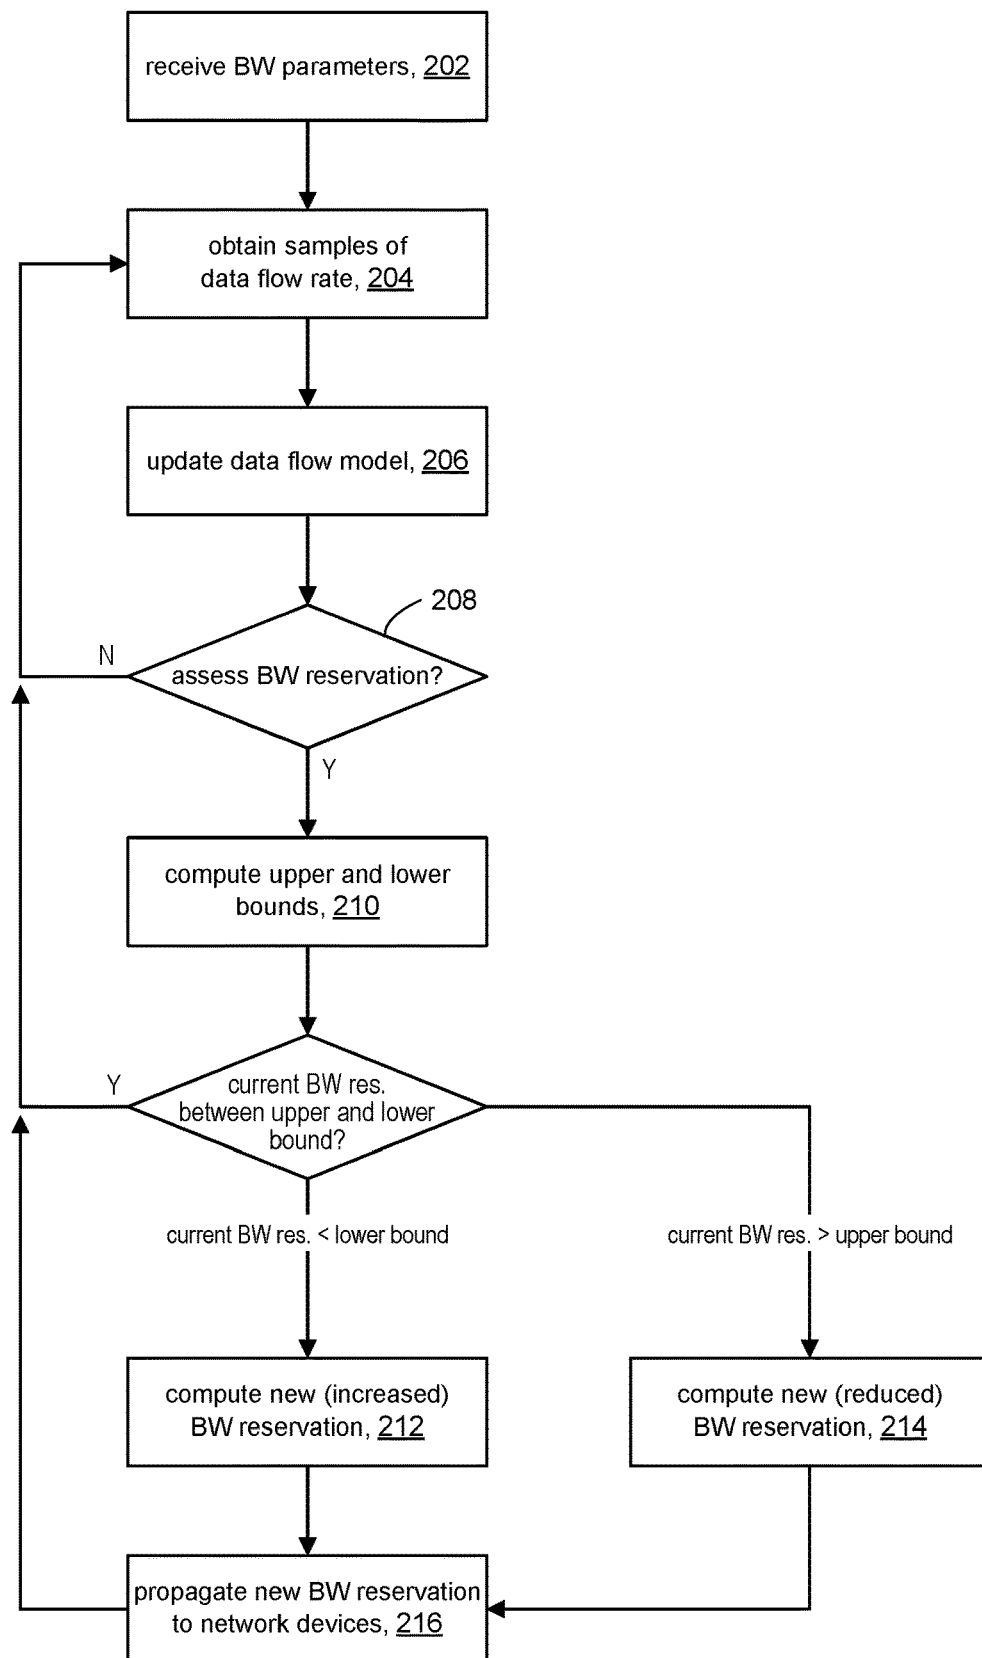 receive BW parameters, 202
obtain samples of
data flow rate, 204
update data flow model, 206
208
N
assess BW reservation?
Y
compute upper and lower
bounds, 210
Y
current BW res.
between upper and lower
bound?
current BW res. < lower bound
current BW res. > upper bound
compute new (increased)
BW reservation, 212
compute new (reduced)
BW reservation, 214
propagate new BW reservation
to network devices, 216